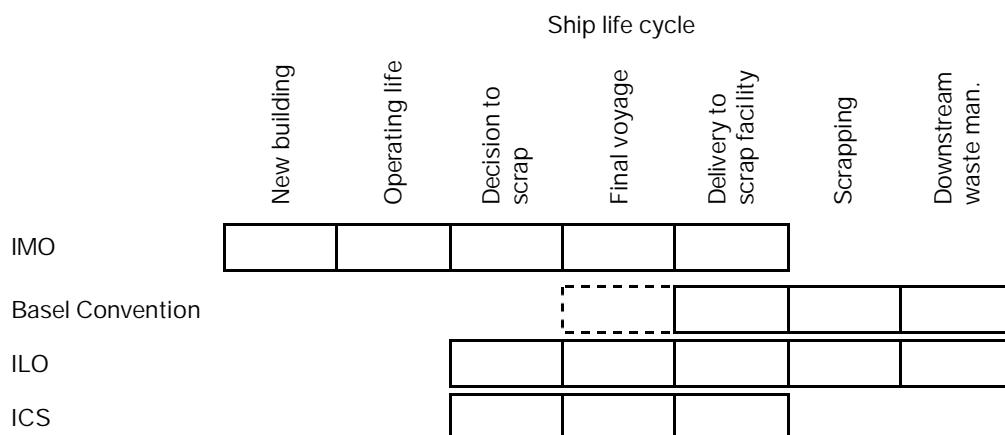 Ship life cycle
New building
Operating life
Decision to
scrap
Final voyage
Delivery to
scrap facility
Scrapping
Downstream
waste man.
IMO
Basel Convention
ILO
ICS